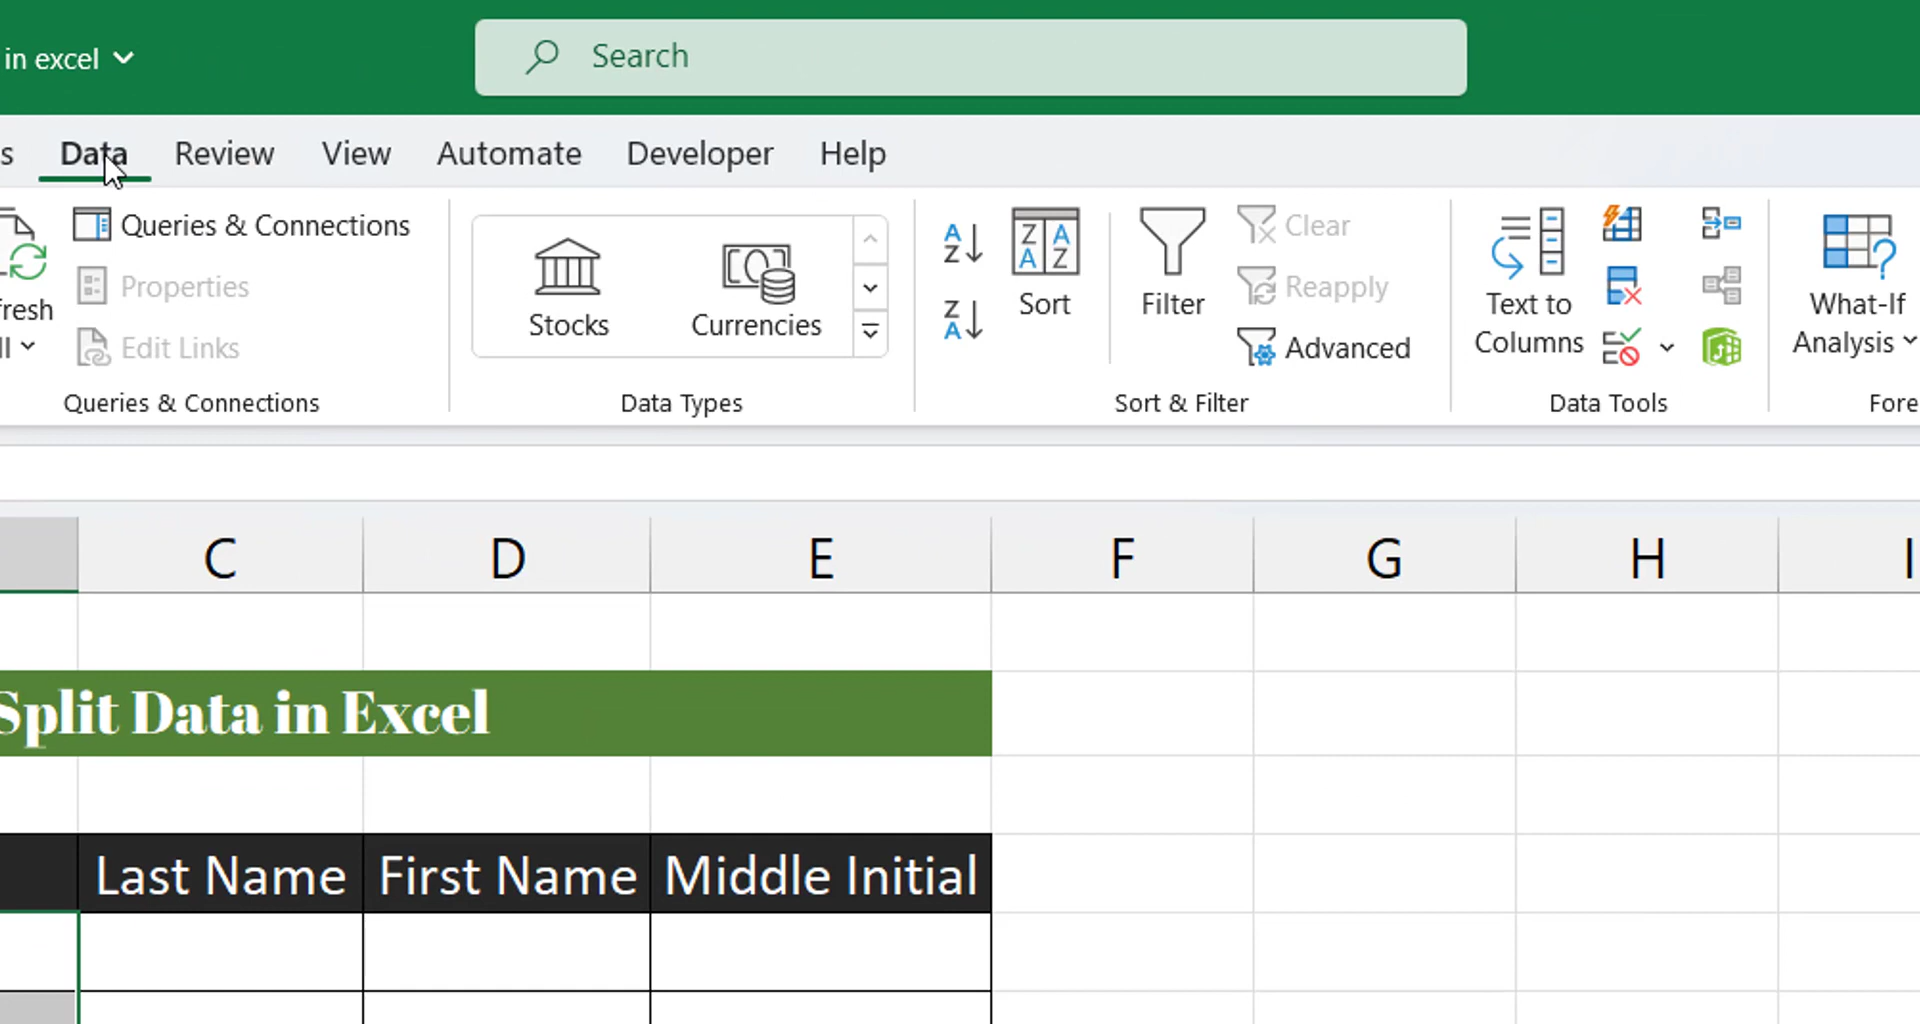 in excel
Search
s Data Review View Automate Developer Help
Queries & Connections
Properties
Edit Links
fresh
ll
Queries & Connections
Stocks
Currencies
Data Types
Sort
Filter
Clear
Reapply
Advanced
Sort & Filter
Text to
Columns
Data Tools
What-If
Analysis
Fore
C D E F G H I
Split Data in Excel
Last Name First Name Middle Initial